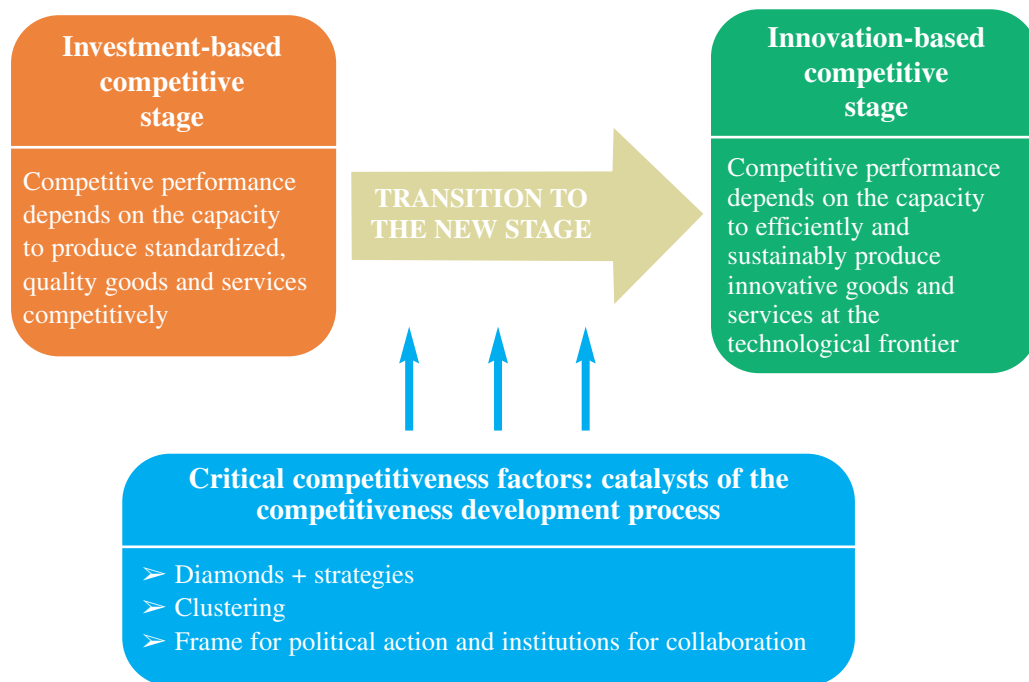 Investment-based
competitive
stage
Competitive performance
depends on the capacity
to produce standardized,
quality goods and services
competitively
TRANSITION TO
THE NEW STAGE
Innovation-based
competitive
stage
Competitive performance
depends on the capacity
to efficiently and
sustainably produce
innovative goods and
services at the
technological frontier
Critical competitiveness factors: catalysts of the
competitiveness development process
➢ Diamonds + strategies
➢ Clustering
➢ Frame for political action and institutions for collaboration